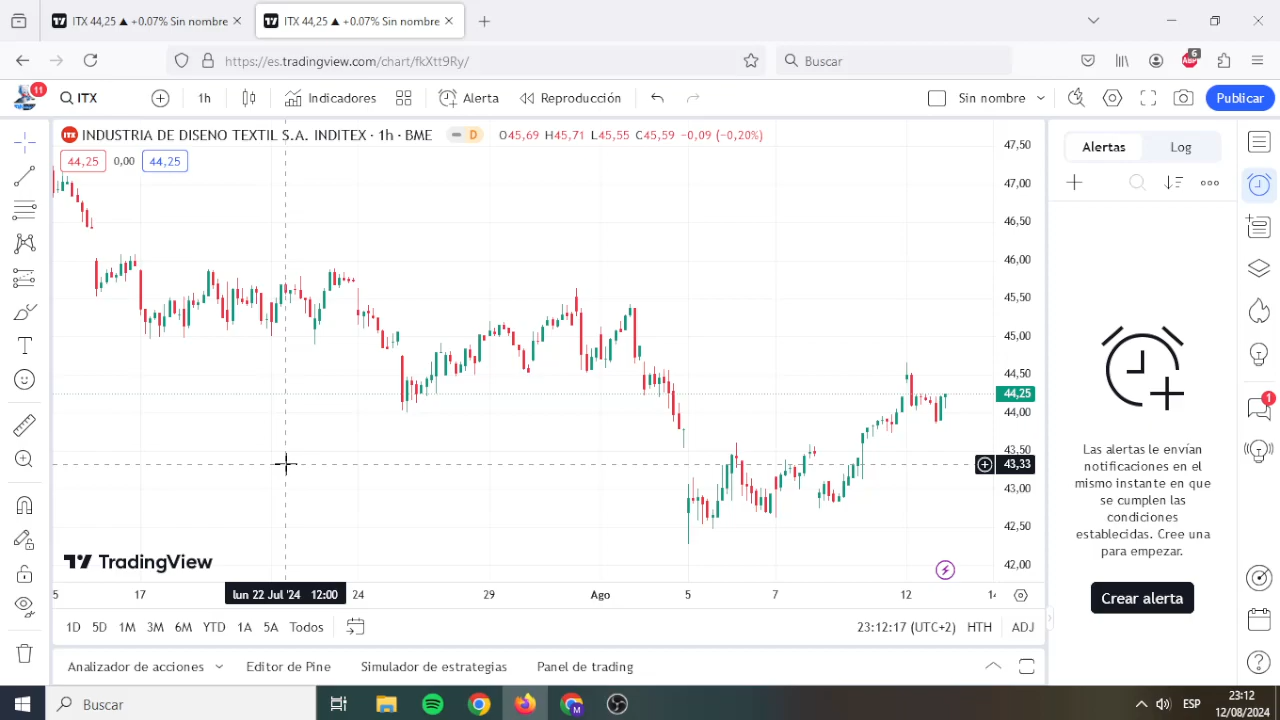 ITX 44,25 ▲ +0.07% Sin nombre
ITX 44,25 ▲ +0.07% Sin nombre
https://es.tradingview.com/chart/fkXtt9Ry/
Buscar
6
11
ITX
1h
Indicadores
Alerta
Reproducción
Sin nombre
Publicar
ITX INDUSTRIA DE DISENO TEXTIL S.A. INDITEX · 1h · BME D O45,69 H45,71 L45,55 C45,59 −0,09 (−0,20%)
44,25 0,00 44,25
47,50
47,00
46,50
46,00
45,50
45,00
44,50
44,25
44,00
43,50
43,33
43,00
42,50
42,00
TradingView
5
17
lun 22 Jul '24 12:00
24
29
Ago
5
7
12
1D 5D 1M 3M 6M YTD 1A 5A Todos
23:12:17 (UTC+2) HTH ADJ
Analizador de acciones
Editor de Pine
Simulador de estrategias
Panel de trading
Alertas
Log
Las alertas le envían
notificaciones en el
mismo instante en que
se cumplen las
condiciones
establecidas. Cree una
para empezar.
Crear alerta
1
Buscar
M
ESP
23:12
12/08/2024